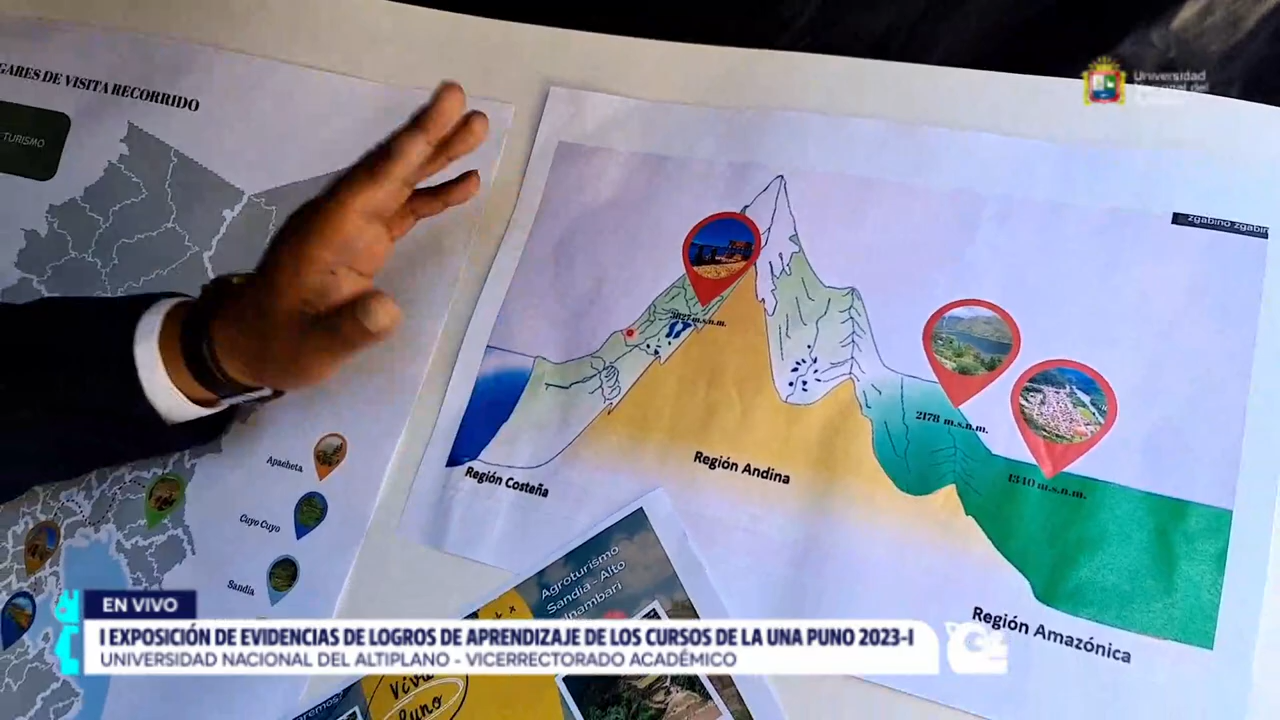 GARES DE VISITA RECORRIDO
TURISMO
Universidad
zgabino zgabin
3827 m.s.n.m.
2178 m.s.n.m.
1340 m.s.n.m.
Región Costeña
Región Andina
Región Amazónica
Apacheta
Cuyo Cuyo
Sandia
Agroturismo
Sandia - Alto
Inambari
EN VIVO
I EXPOSICIÓN DE EVIDENCIAS DE LOGROS DE APRENDIZAJE DE LOS CURSOS DE LA UNA PUNO 2023-I
UNIVERSIDAD NACIONAL DEL ALTIPLANO - VICERRECTORADO ACADÉMICO
Puno